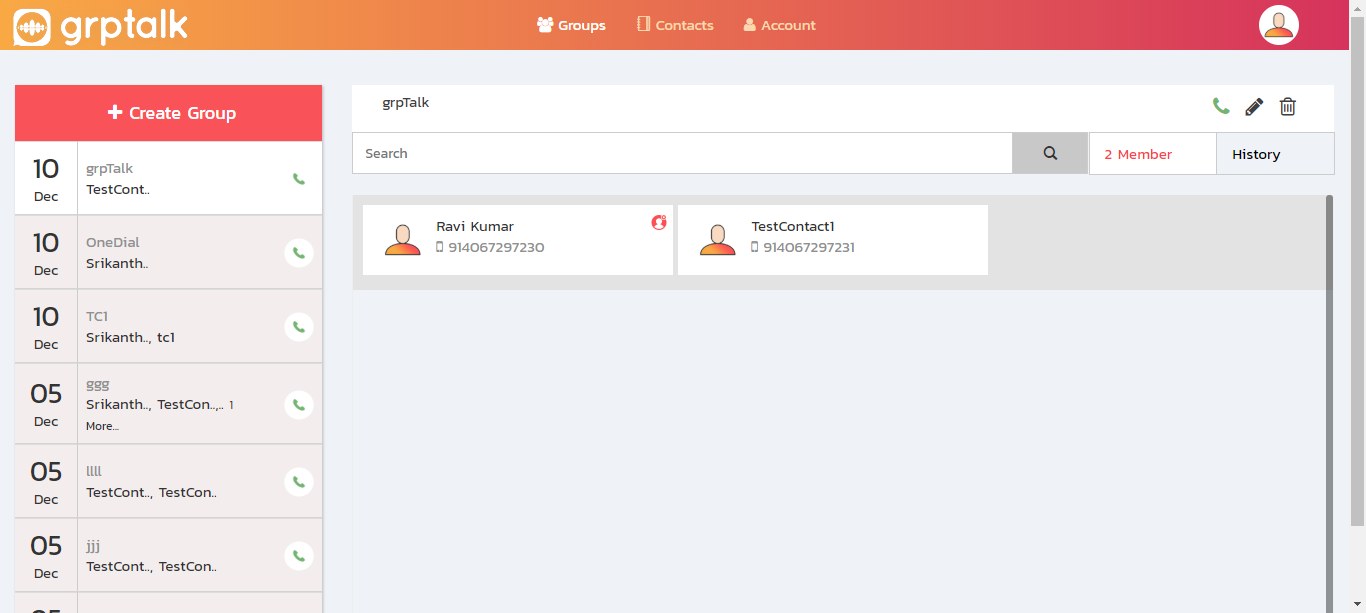 grptalk
Groups
Contacts
Account
Create Group
10
Dec
grpTalk
TestCont..
10
Dec
OneDial
Srikanth..
10
Dec
TC1
Srikanth.., tc1
05
Dec
ggg
Srikanth.., TestCon..,.. 1
More...
05
Dec
llll
TestCont.., TestCon..
05
Dec
jjj
TestCont.., TestCon..
grpTalk
Search
2 Member
History
Ravi Kumar
914067297230
TestContact1
914067297231